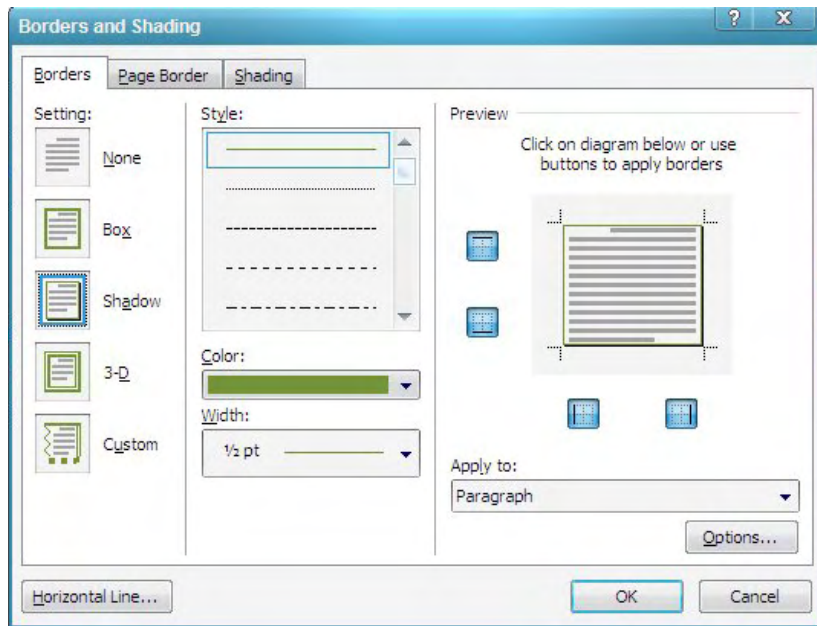 Borders and Shading
? X
Borders Page Border Shading
Setting:
None
Box
Shadow
3-D
Custom
Style:
Color:
Width:
½ pt
Preview
Click on diagram below or use
buttons to apply borders
Apply to:
Paragraph
Options...
Horizontal Line...
OK
Cancel